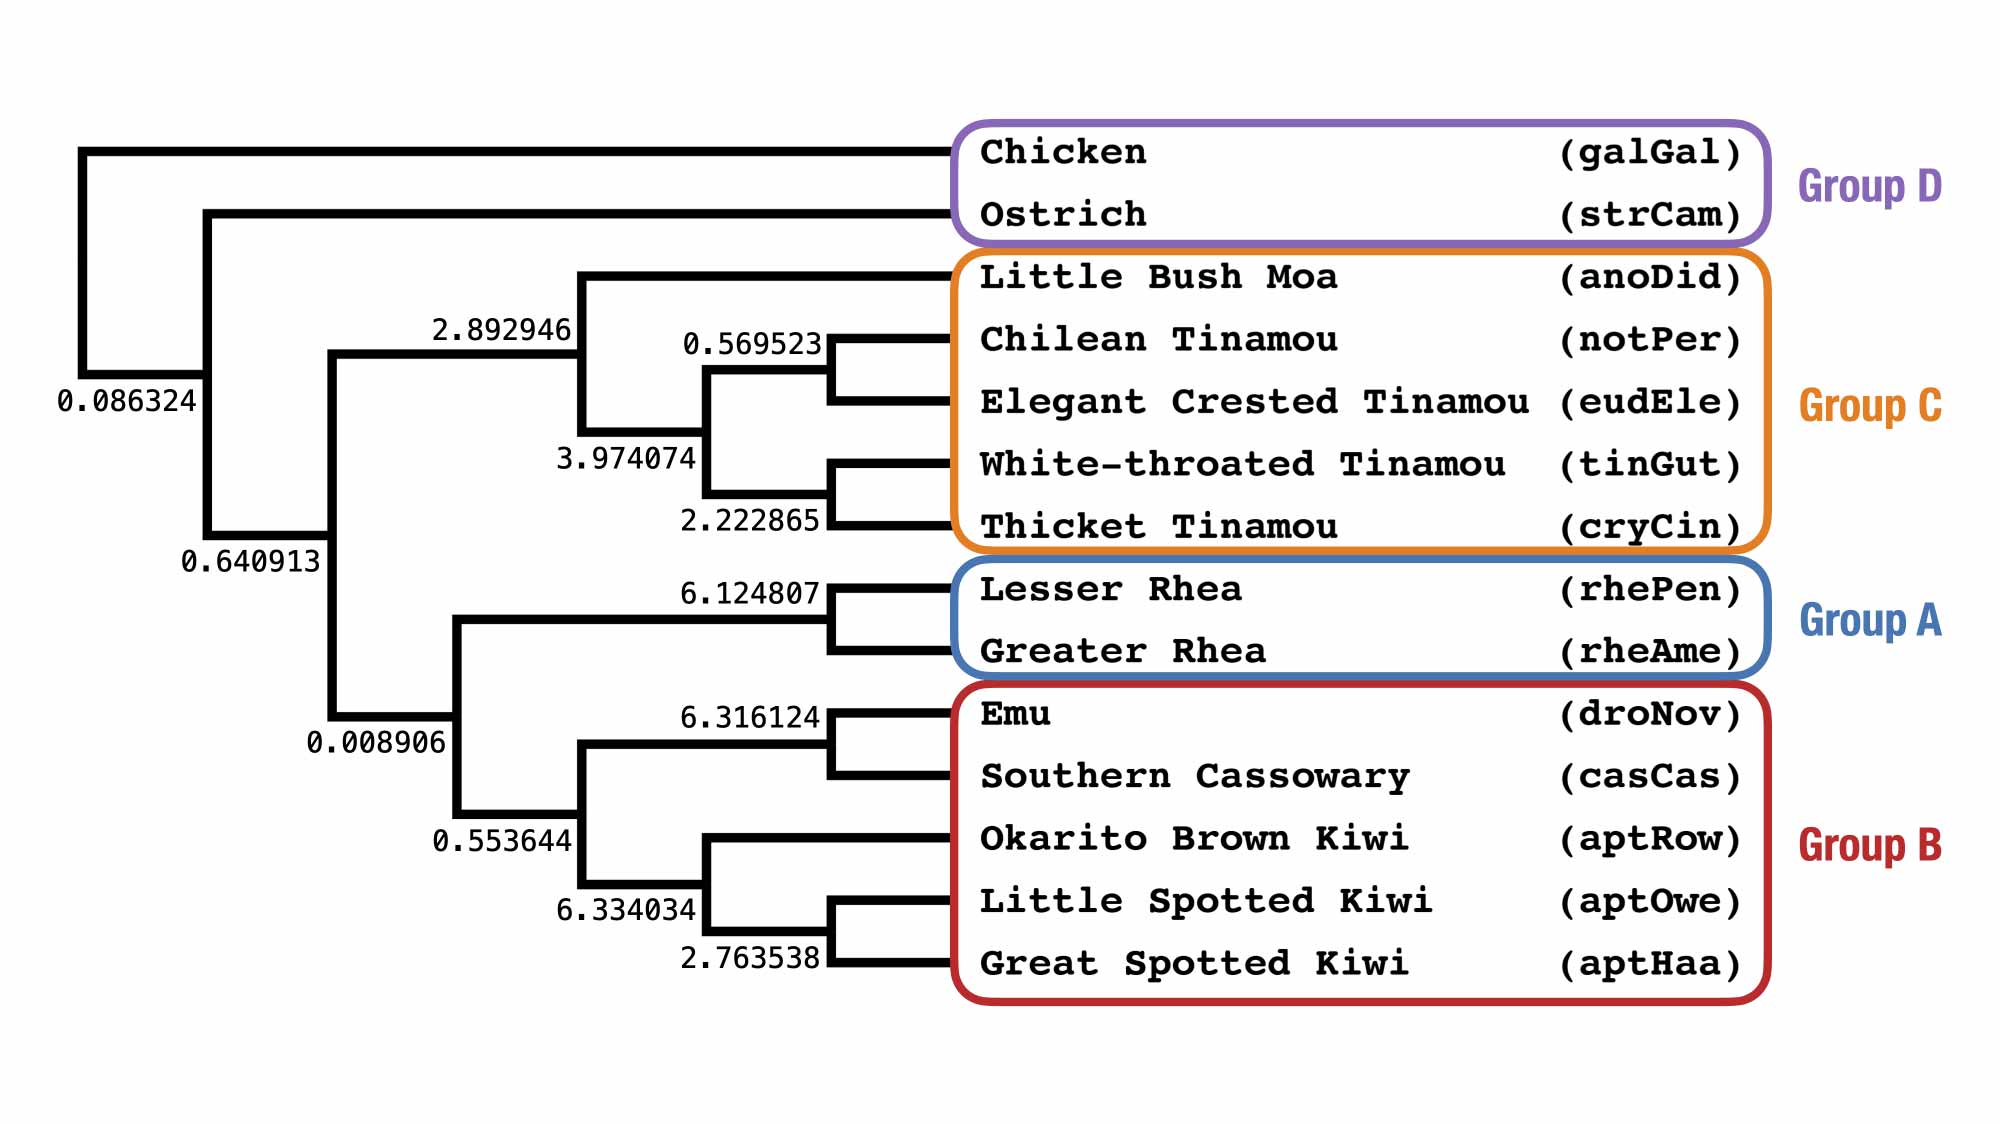 Chicken (galGal)
Group D
Ostrich (strCam)
Little Bush Moa (anoDid)
2.892946
0.569523
Chilean Tinamou (notPer)
0.086324
Elegant Crested Tinamou (eudEle)
Group C
3.974074
White-throated Tinamou (tinGut)
2.222865
Thicket Tinamou (cryCin)
0.640913
6.124807
Lesser Rhea (rhePen)
Group A
Greater Rhea (rheAme)
6.316124
Emu (droNov)
0.008906
Southern Cassowary (casCas)
0.553644
Okarito Brown Kiwi (aptRow)
Group B
6.334034
Little Spotted Kiwi (aptOwe)
2.763538
Great Spotted Kiwi (aptHaa)